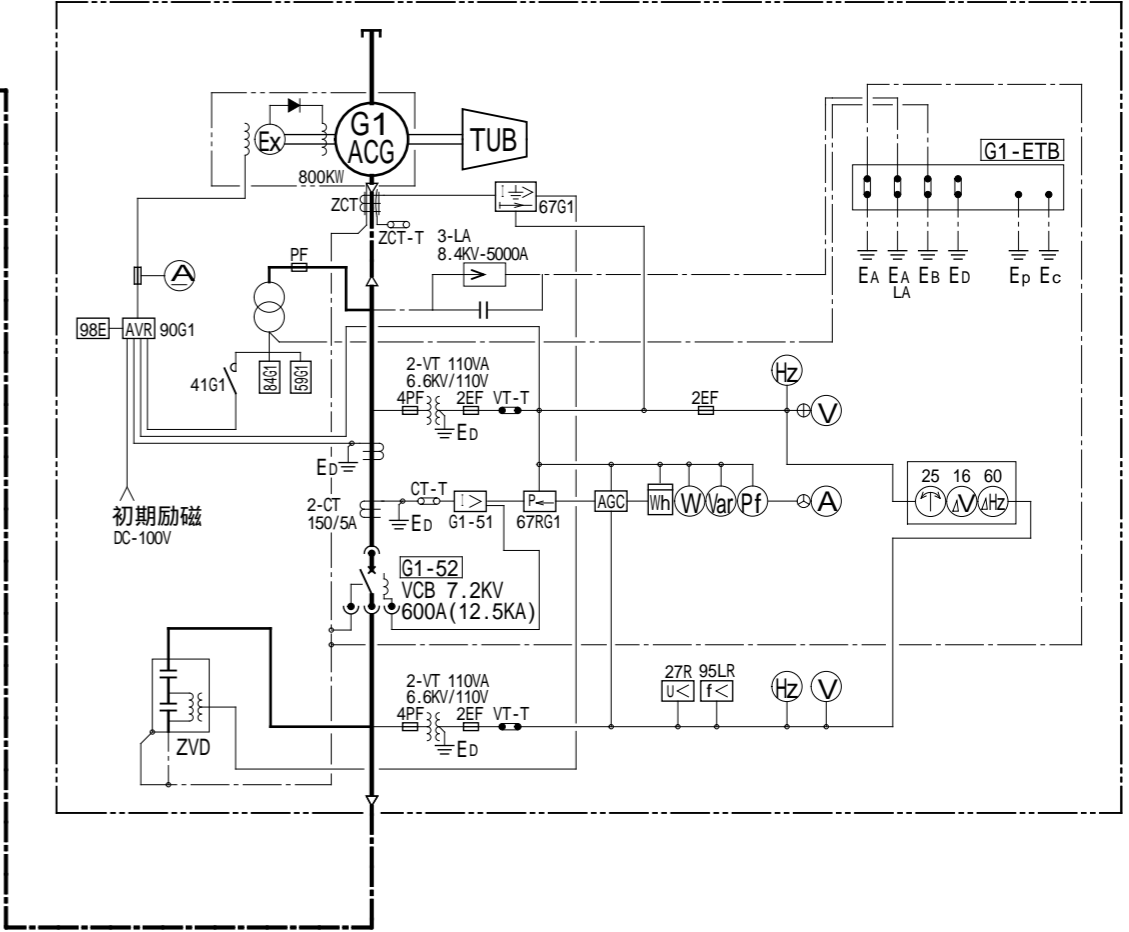 G1
ACG
Ex
TUB
800KW
G1-ETB
ZCT
67G1
ZCT-T
3-LA
8.4KV-5000A
PF
A
EA
EA
LA
EB
ED
Ep
Ec
98E
AVR
90G1
41G1
84G1
59G1
2-VT 110VA
6.6KV/110V
4PF
2EF
VT-T
ED
2EF
Hz
V
ED
初期励磁
DC-100V
2-CT
150/5A
CT-T
ED
I>
G1-51
P
67RG1
AGC
Wh
W
Var
Pf
A
25 16 60
ΔV
ΔHz
G1-52
VCB 7.2KV
600A(12.5KA)
ZVD
2-VT 110VA
6.6KV/110V
4PF
2EF
VT-T
ED
27R
95LR
U<
f<
Hz
V